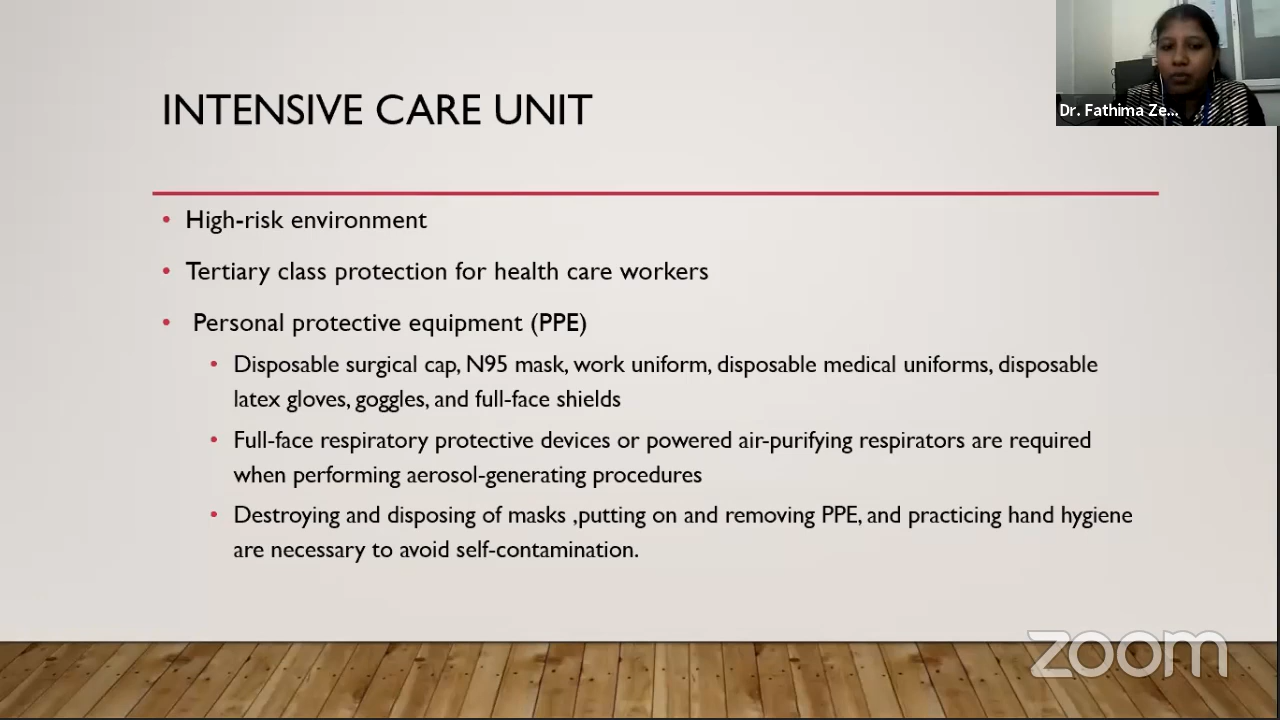 Dr. Fathima Ze...
INTENSIVE CARE UNIT
• High-risk environment
• Tertiary class protection for health care workers
• Personal protective equipment (PPE)
• Disposable surgical cap, N95 mask, work uniform, disposable medical uniforms, disposable
latex gloves, goggles, and full-face shields
• Full-face respiratory protective devices or powered air-purifying respirators are required
when performing aerosol-generating procedures
• Destroying and disposing of masks ,putting on and removing PPE, and practicing hand hygiene
are necessary to avoid self-contamination.
zoom